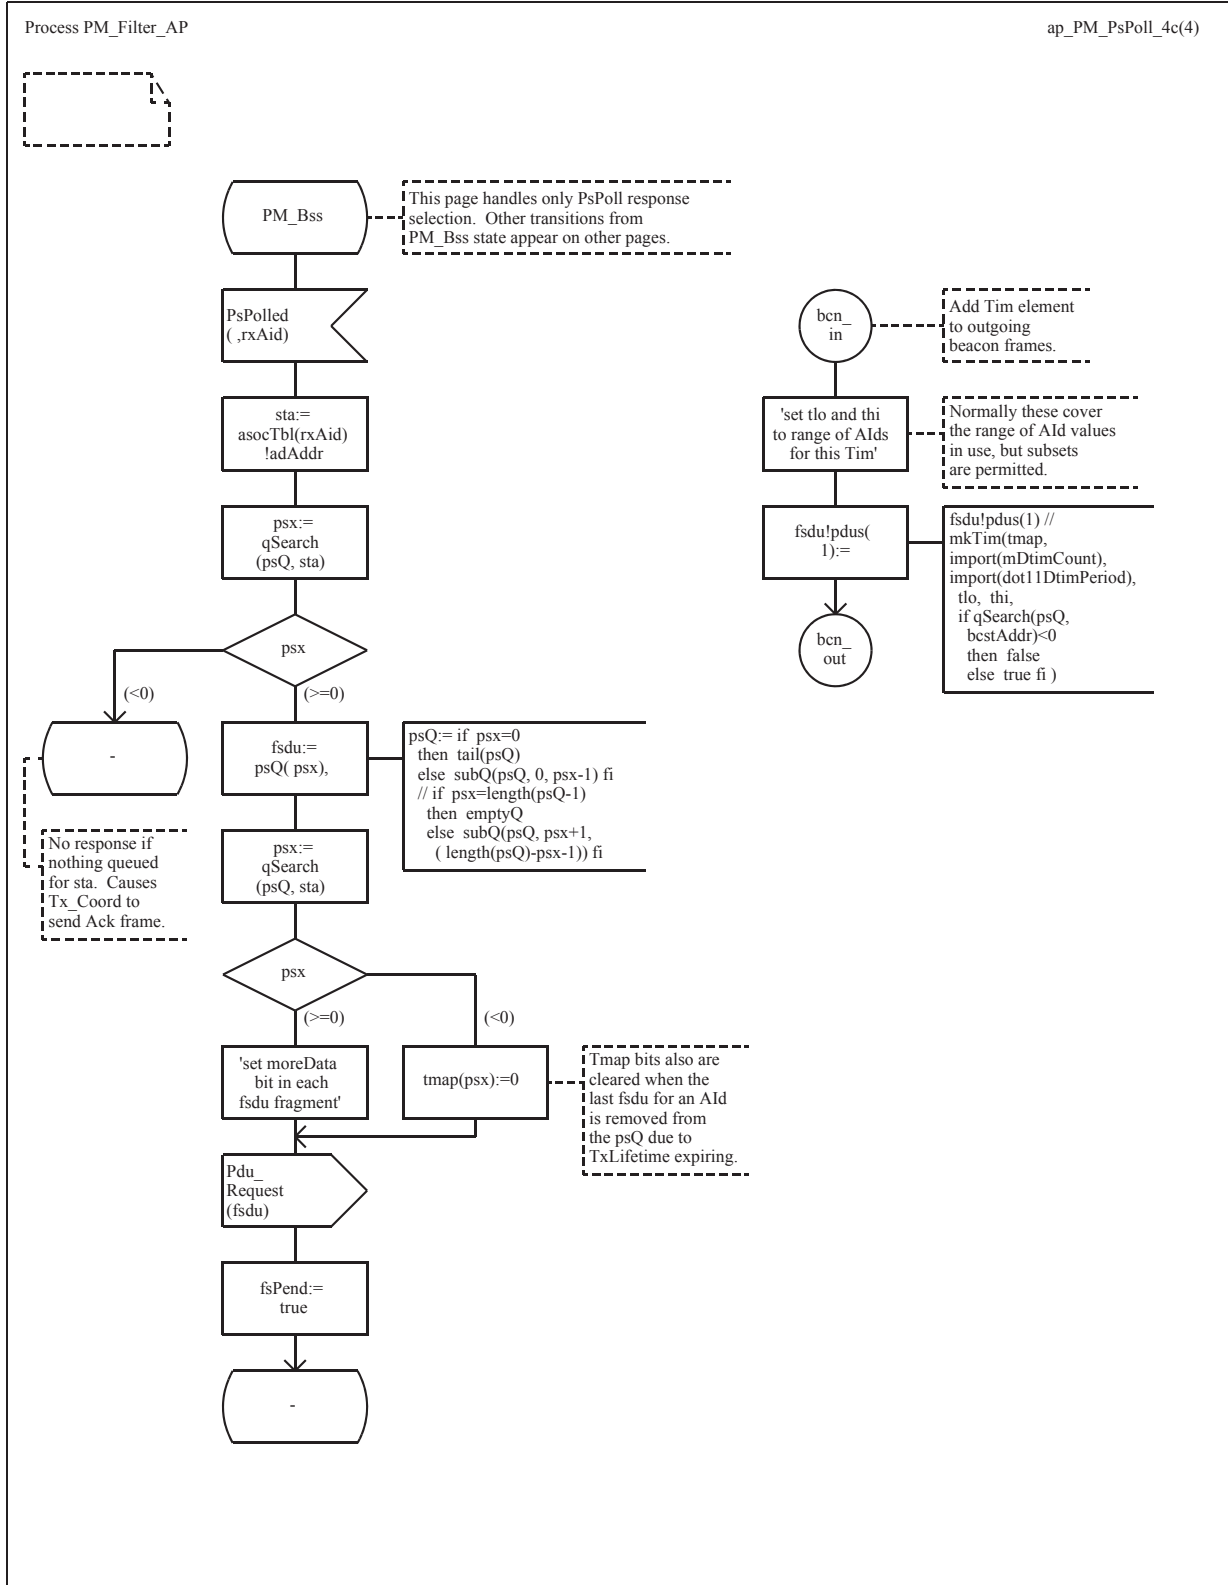 Process PM_Filter_AP
ap_PM_PsPoll_4c(4)
PM_Bss
This page handles only PsPoll response
selection. Other transitions from
PM_Bss state appear on other pages.
PsPolled
( ,rxAid)
sta:=
asocTbl(rxAid)
!adAddr
psx:=
qSearch
(psQ, sta)
psx
(<0)
(>=0)
-
No response if
nothing queued
for sta. Causes
Tx_Coord to
send Ack frame.
fsdu:=
psQ( psx),
psQ:= if psx=0
then tail(psQ)
else subQ(psQ, 0, psx-1) fi
// if psx=length(psQ-1)
then emptyQ
else subQ(psQ, psx+1,
( length(psQ)-psx-1)) fi
psx:=
qSearch
(psQ, sta)
psx
(>=0)
(<0)
'set moreData
bit in each
fsdu fragment'
tmap(psx):=0
Tmap bits also are
cleared when the
last fsdu for an AId
is removed from
the psQ due to
TxLifetime expiring.
Pdu_
Request
(fsdu)
fsPend:=
true
-
bcn_
in
Add Tim element
to outgoing
beacon frames.
'set tlo and thi
to range of AIds
for this Tim'
Normally these cover
the range of AId values
in use, but subsets
are permitted.
fsdu!pdus(
1):=
fsdu!pdus(1) //
mkTim(tmap,
import(mDtimCount),
import(dot11DtimPeriod),
tlo, thi,
if qSearch(psQ,
bcstAddr)<0
then false
else true fi )
bcn_
out